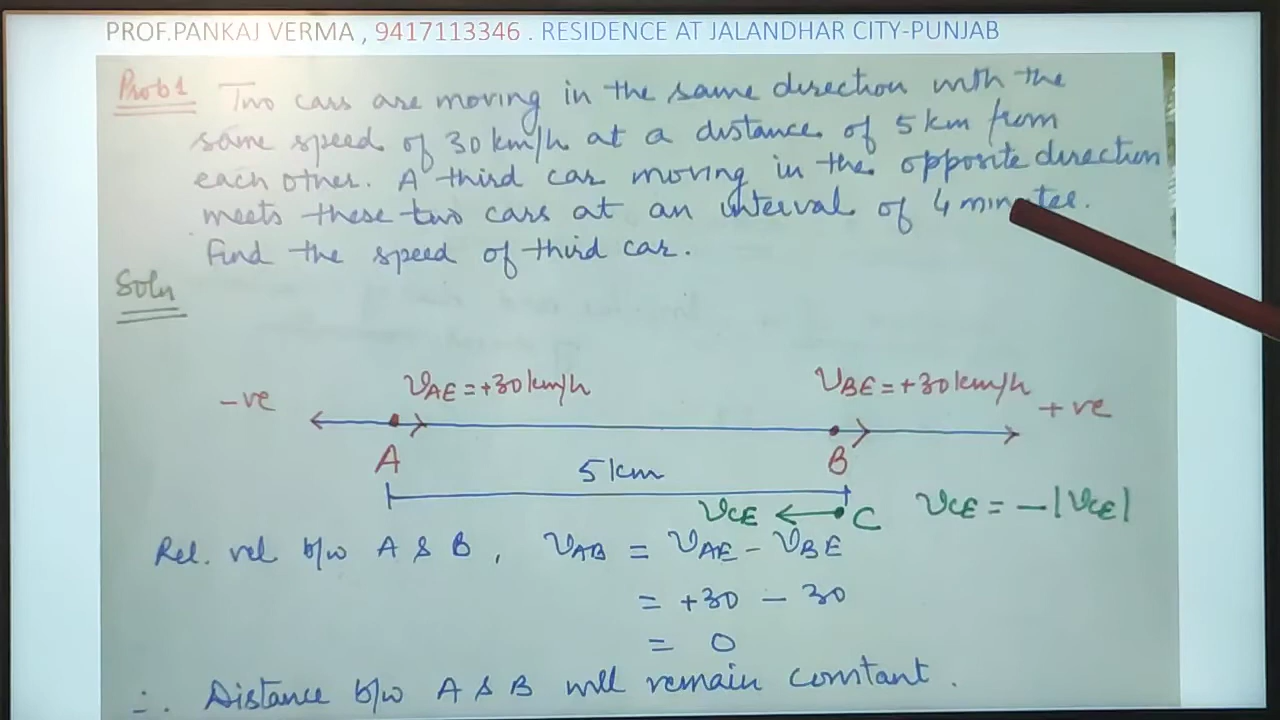 PROF.PANKAJ VERMA , 9417113346 . RESIDENCE AT JALANDHAR CITY-PUNJAB
Prob 1 Two cars are moving in the same direction with the
same speed of 30 km/h at a distance of 5 km from
each other. A third car moving in the opposite direction
meets these two cars at an interval of 4 minutes.
Find the speed of third car.
Soln
-ve VAE = +30 km/h VBE = +30 km/h +ve
A B
5 km
VCE C VCE = -|VCE|
Rel. vel b/w A & B, VAB = VAE - VBE
= +30 - 30
= 0
∴ Distance b/w A & B will remain constant.